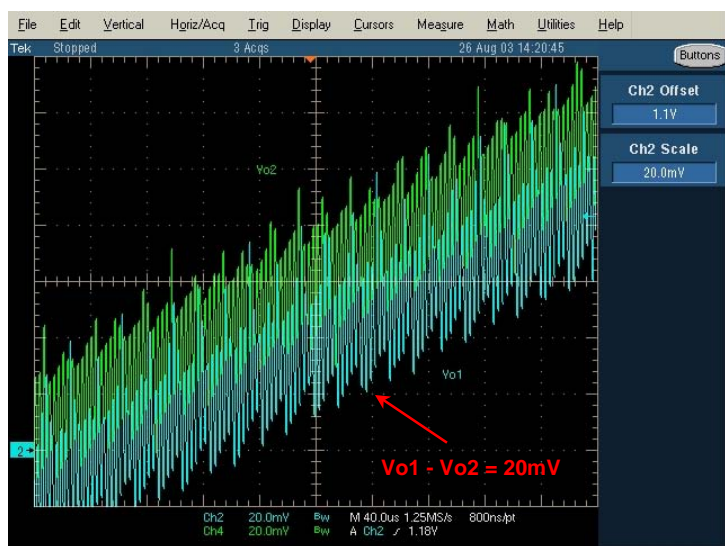 File Edit Vertical Horiz/Acq Trig Display Cursors Measure Math Utilities Help
Tek Stopped 3 Acqs 26 Aug 03 14:20:45
Buttons
Ch2 Offset
1.1V
Ch2 Scale
20.0mV
Vo2
Vo1
2
Vo1 - Vo2 = 20mV
Ch2 20.0mV Bw M 40.0us 1.25MS/s 800ns/pt
Ch4 20.0mV Bw A Ch2 / 1.18V